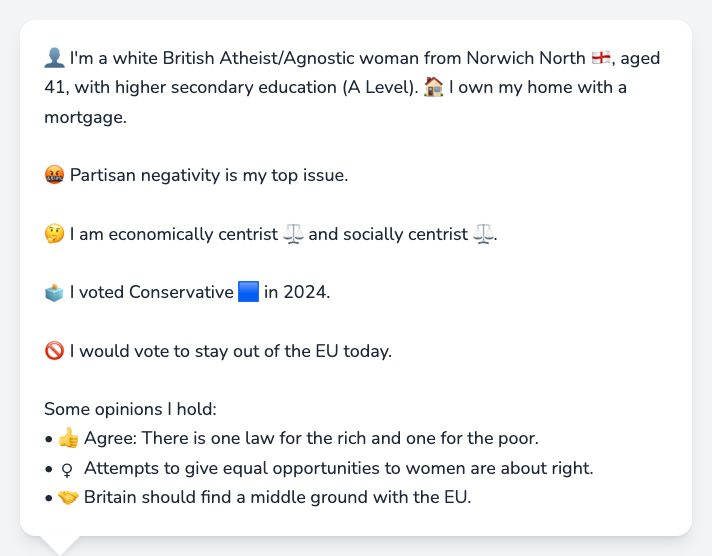 👤 I'm a white British Atheist/Agnostic woman from Norwich North 🏴󠁧󠁢󠁥󠁮󠁧󠁿, aged
41, with higher secondary education (A Level). 🏠 I own my home with a
mortgage.
🤬 Partisan negativity is my top issue.
🤔 I am economically centrist ⚖️ and socially centrist ⚖️.
🗳️ I voted Conservative 🟦 in 2024.
🚫 I would vote to stay out of the EU today.
Some opinions I hold:
• 👍 Agree: There is one law for the rich and one for the poor.
• ♀ Attempts to give equal opportunities to women are about right.
• 🤝 Britain should find a middle ground with the EU.